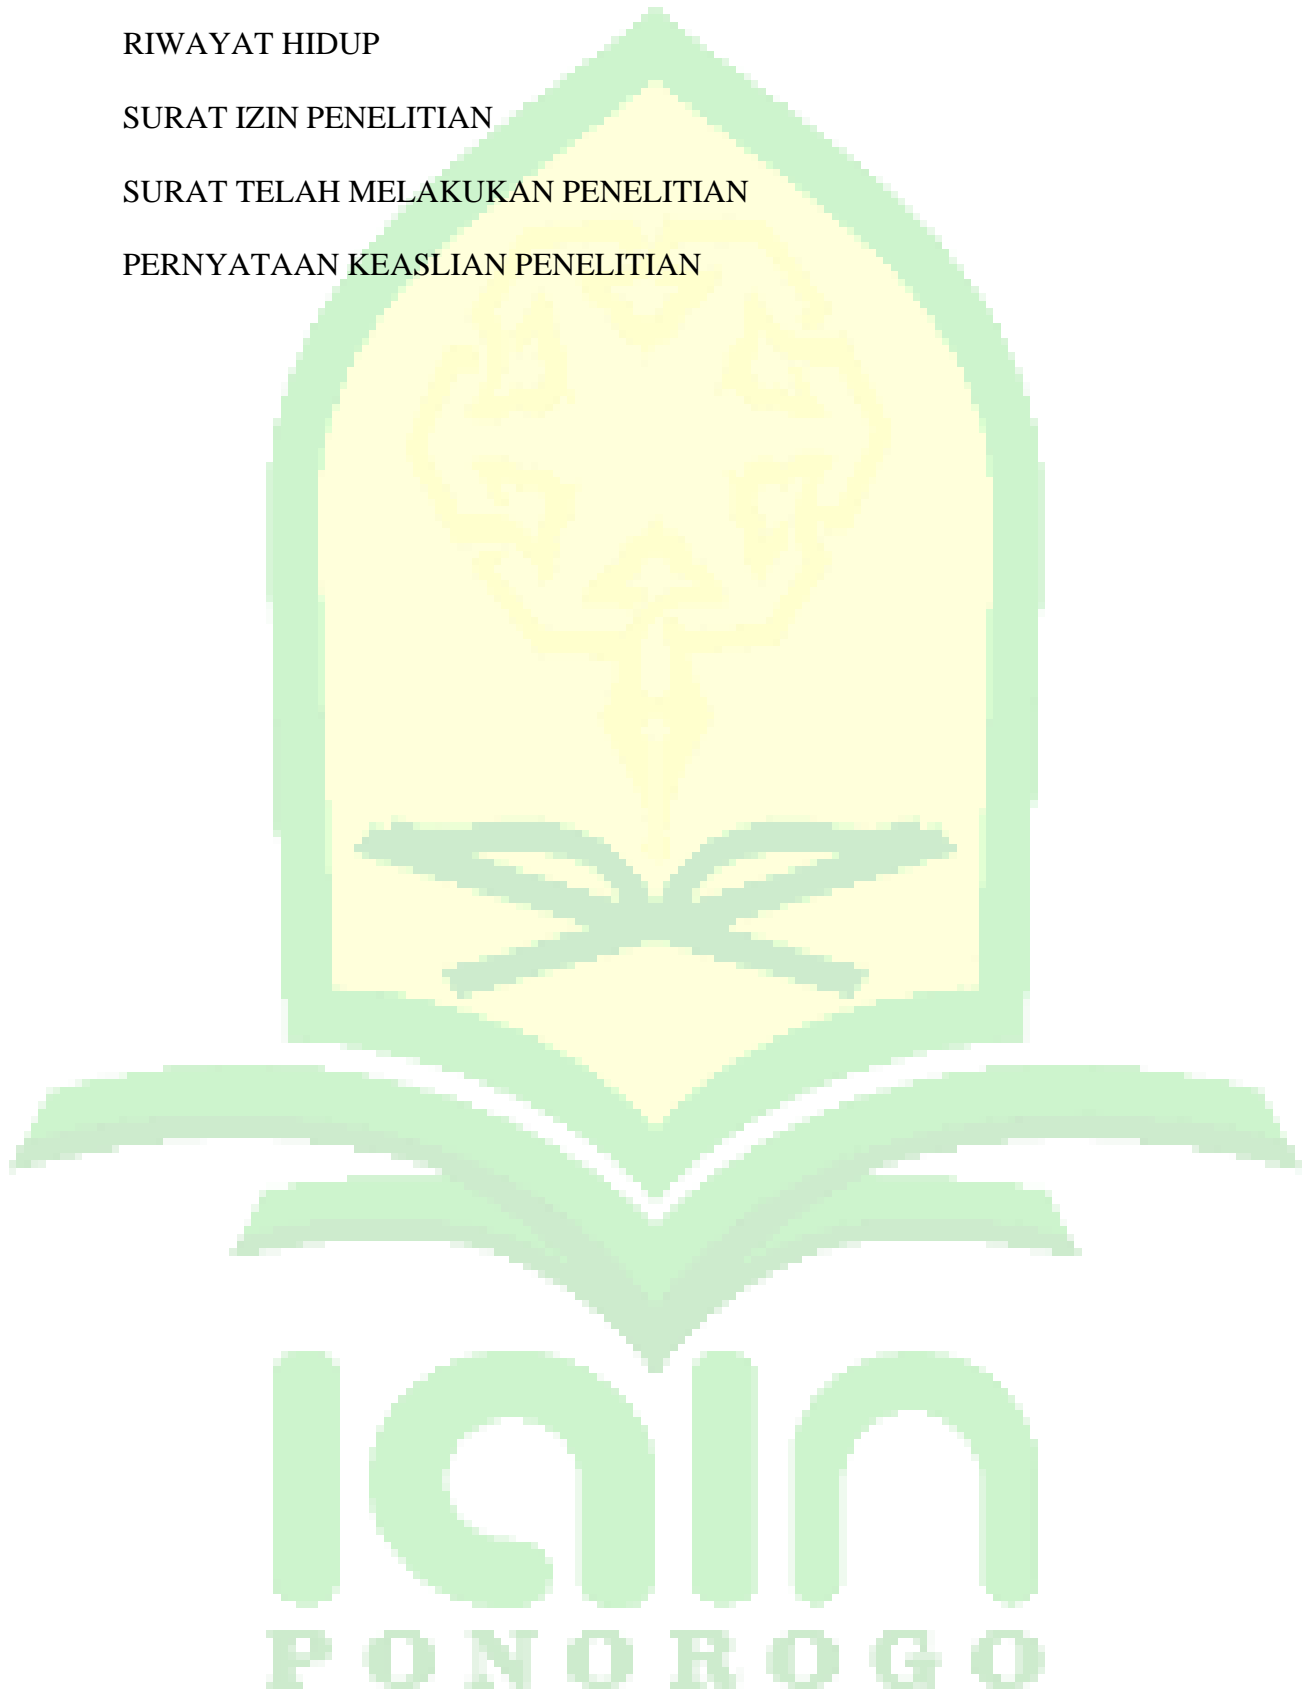 RIWAYAT HIDUP
SURAT IZIN PENELITIAN
SURAT TELAH MELAKUKAN PENELITIAN
PERNYATAAN KEASLIAN PENELITIAN
iain
PONOROGO